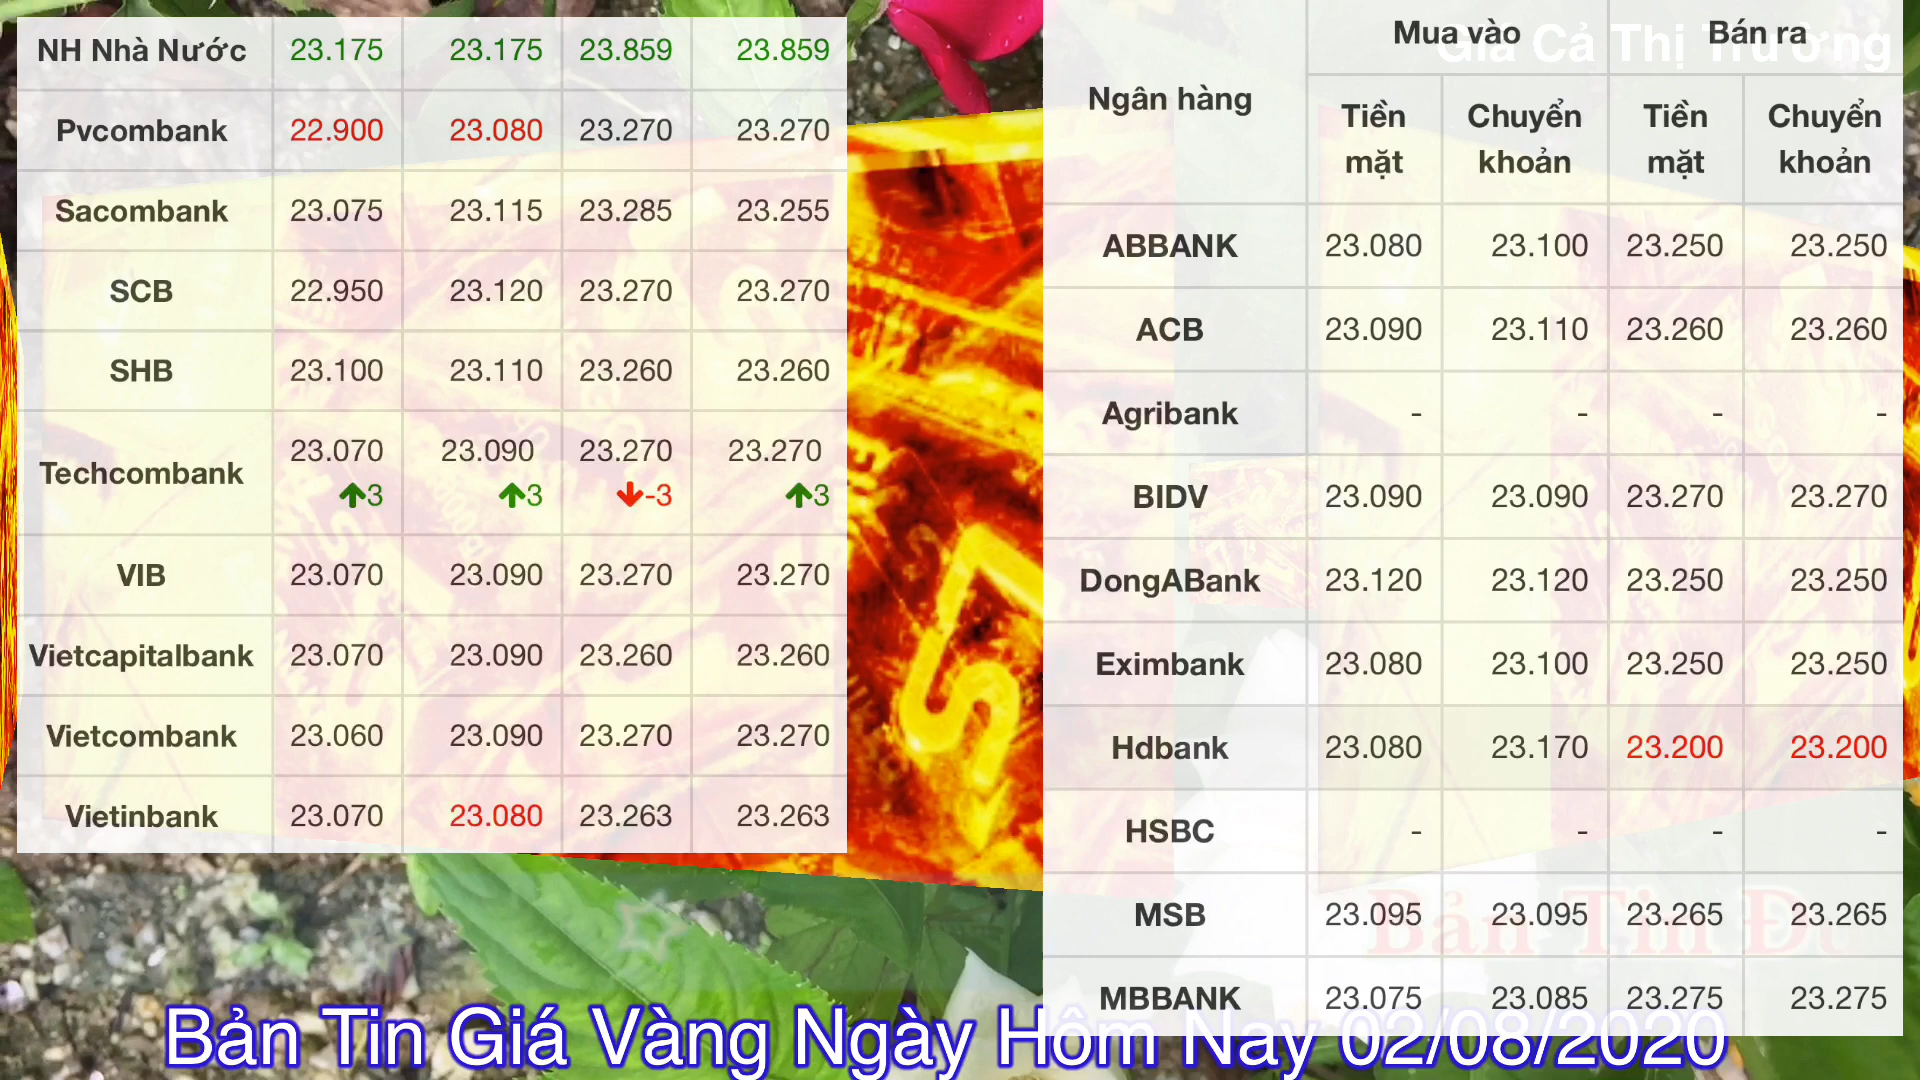 NH Nhà Nước 23.175 23.175 23.859 23.859
Pvcombank 22.900 23.080 23.270 23.270
Sacombank 23.075 23.115 23.285 23.255
SCB 22.950 23.120 23.270 23.270
SHB 23.100 23.110 23.260 23.260
Techcombank 23.070 23.090 23.270 23.270
3 3 -3 3
VIB 23.070 23.090 23.270 23.270
Vietcapitalbank 23.070 23.090 23.260 23.260
Vietcombank 23.060 23.090 23.270 23.270
Vietinbank 23.070 23.080 23.263 23.263
Giá Cả Thị Trường
Ngân hàng Mua vào Bán ra
Tiền mặt Chuyển khoản Tiền mặt Chuyển khoản
ABBANK 23.080 23.100 23.250 23.250
ACB 23.090 23.110 23.260 23.260
Agribank - - - -
BIDV 23.090 23.090 23.270 23.270
DongABank 23.120 23.120 23.250 23.250
Eximbank 23.080 23.100 23.250 23.250
Hdbank 23.080 23.170 23.200 23.200
HSBC - - - -
MSB 23.095 23.095 23.265 23.265
Bản Tin
MBBANK 23.075 23.085 23.275 23.275
Bản Tin Giá Vàng Ngày Hôm Nay 02/08/2020